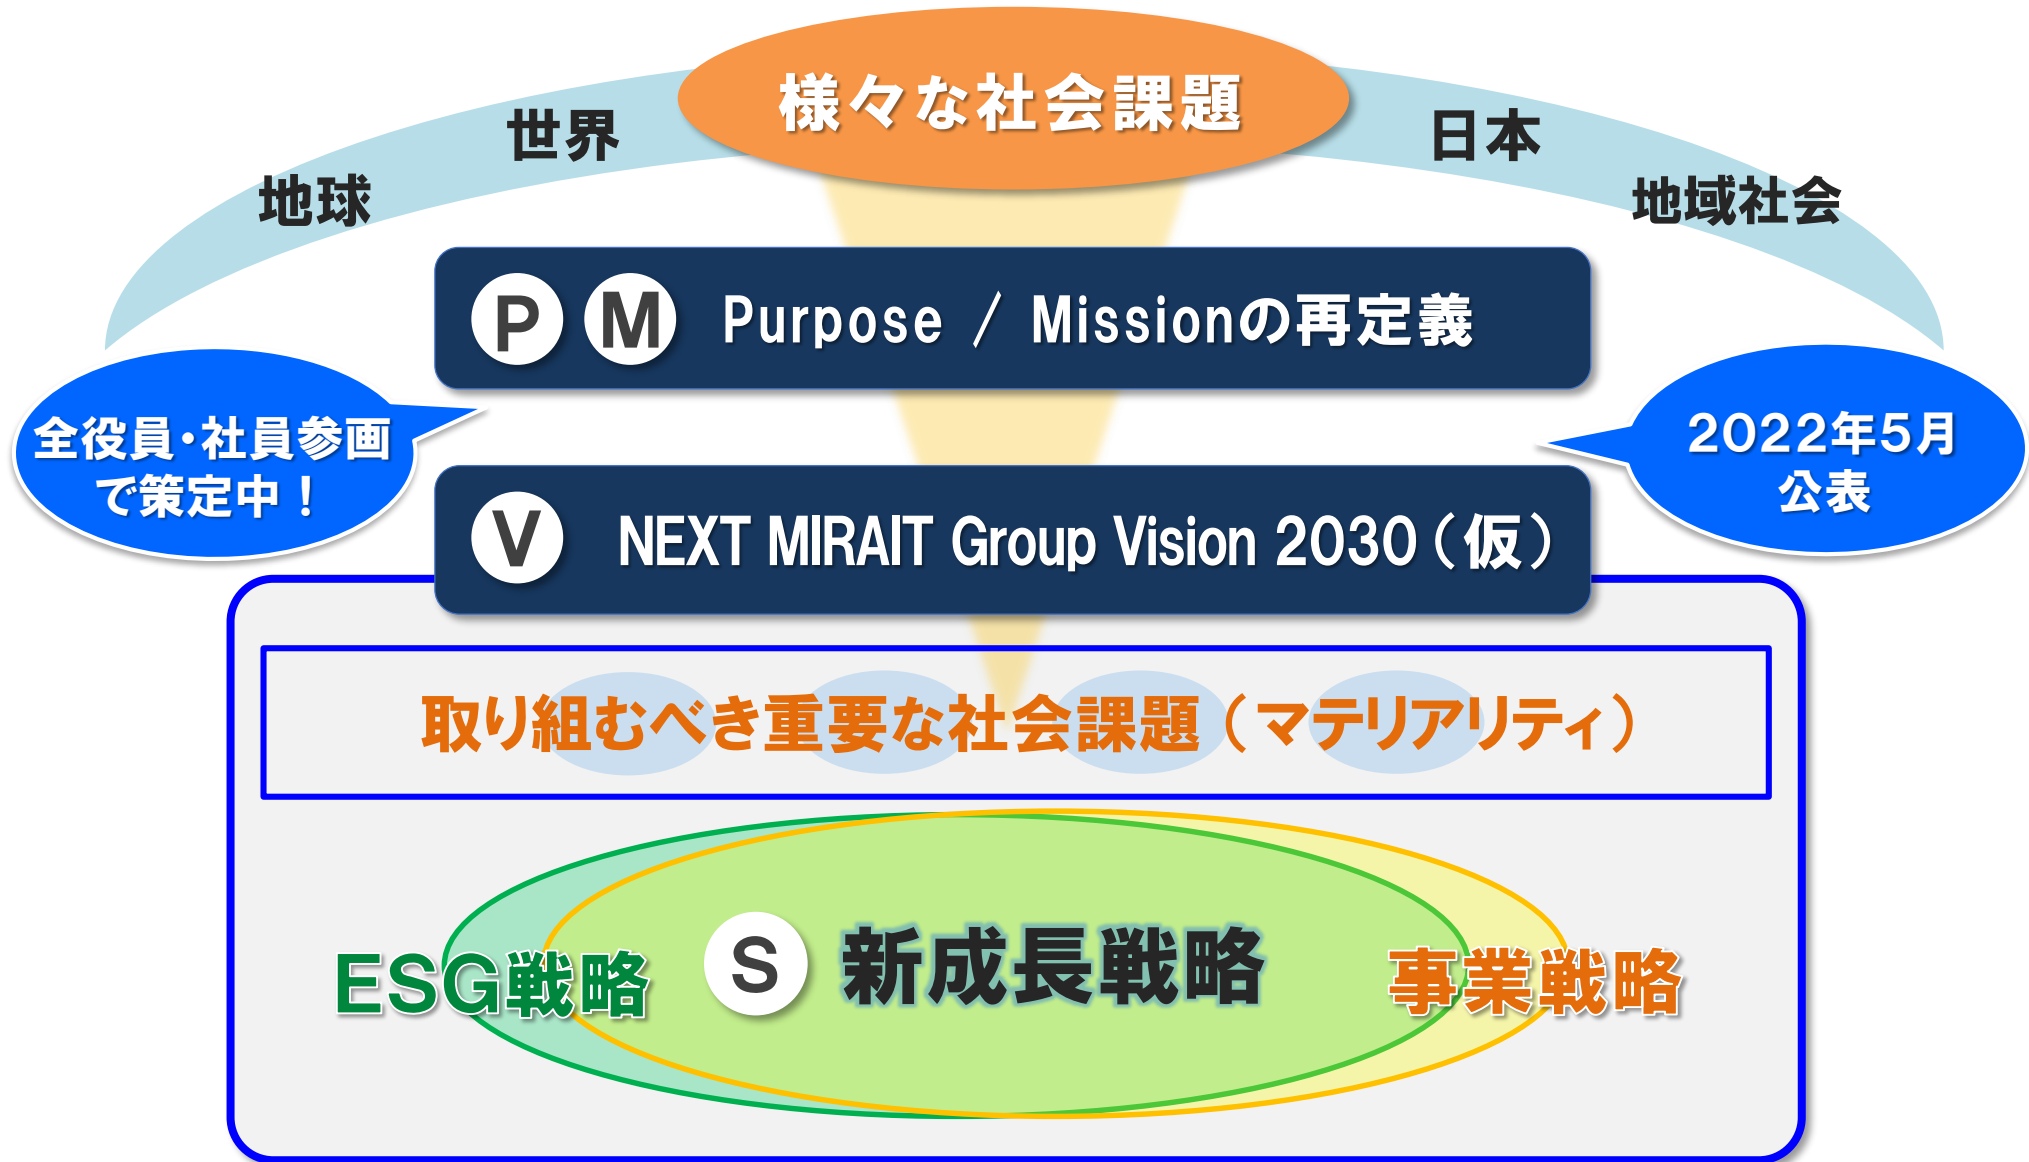 様々な社会課題
世界
日本
地球
地域社会
P M Purpose / Missionの再定義
全役員・社員参画
で策定中！
2022年5月
公表
V NEXT MIRAIT Group Vision 2030（仮）
取り組むべき重要な社会課題（マテリアリティ）
ESG戦略
S 新成長戦略
事業戦略